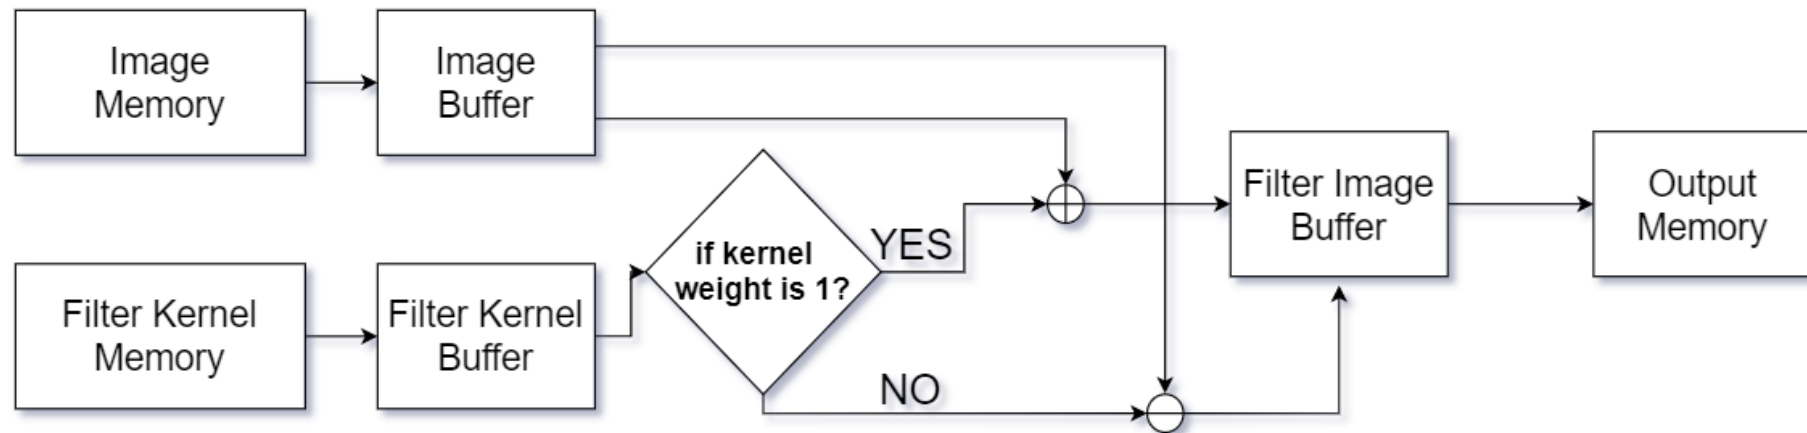 Image
Memory
Image
Buffer
Filter Image
Buffer
Output
Memory
YES
if kernel
weight is 1?
Filter Kernel
Memory
Filter Kernel
Buffer
NO